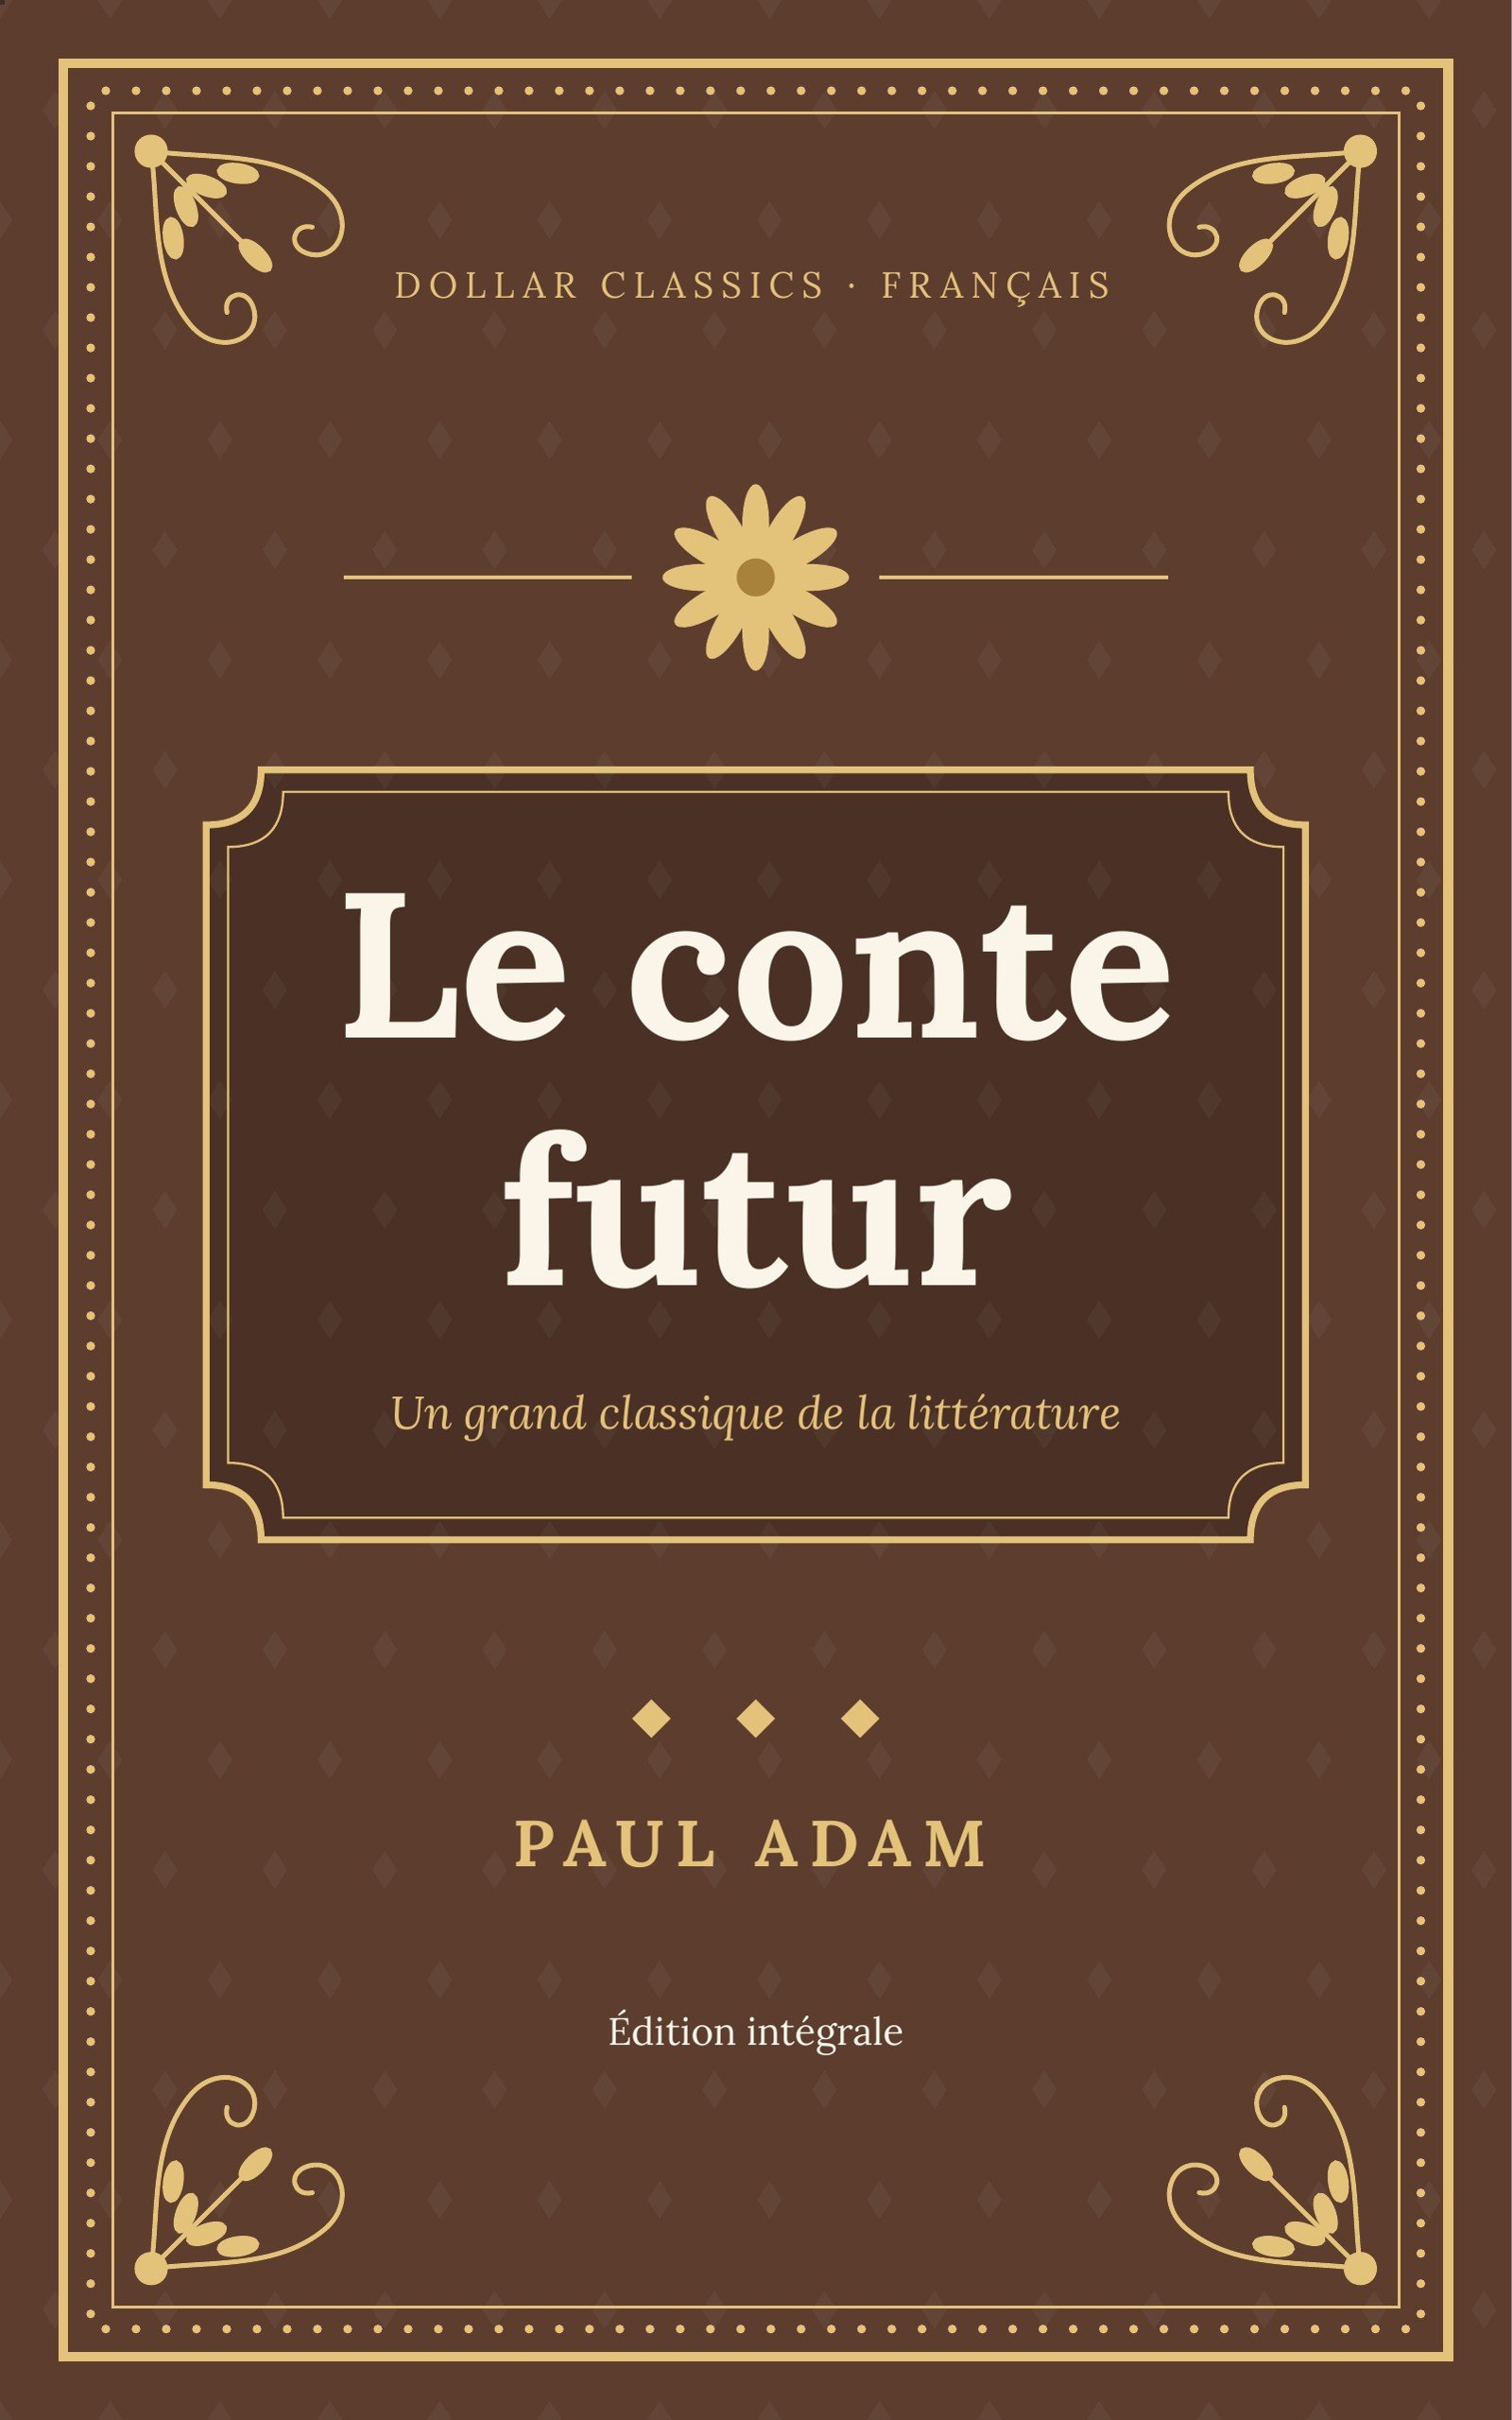 DOLLAR CLASSICS · FRANÇAIS
Le conte
futur
Un grand classique de la littérature
PAUL ADAM
Édition intégrale